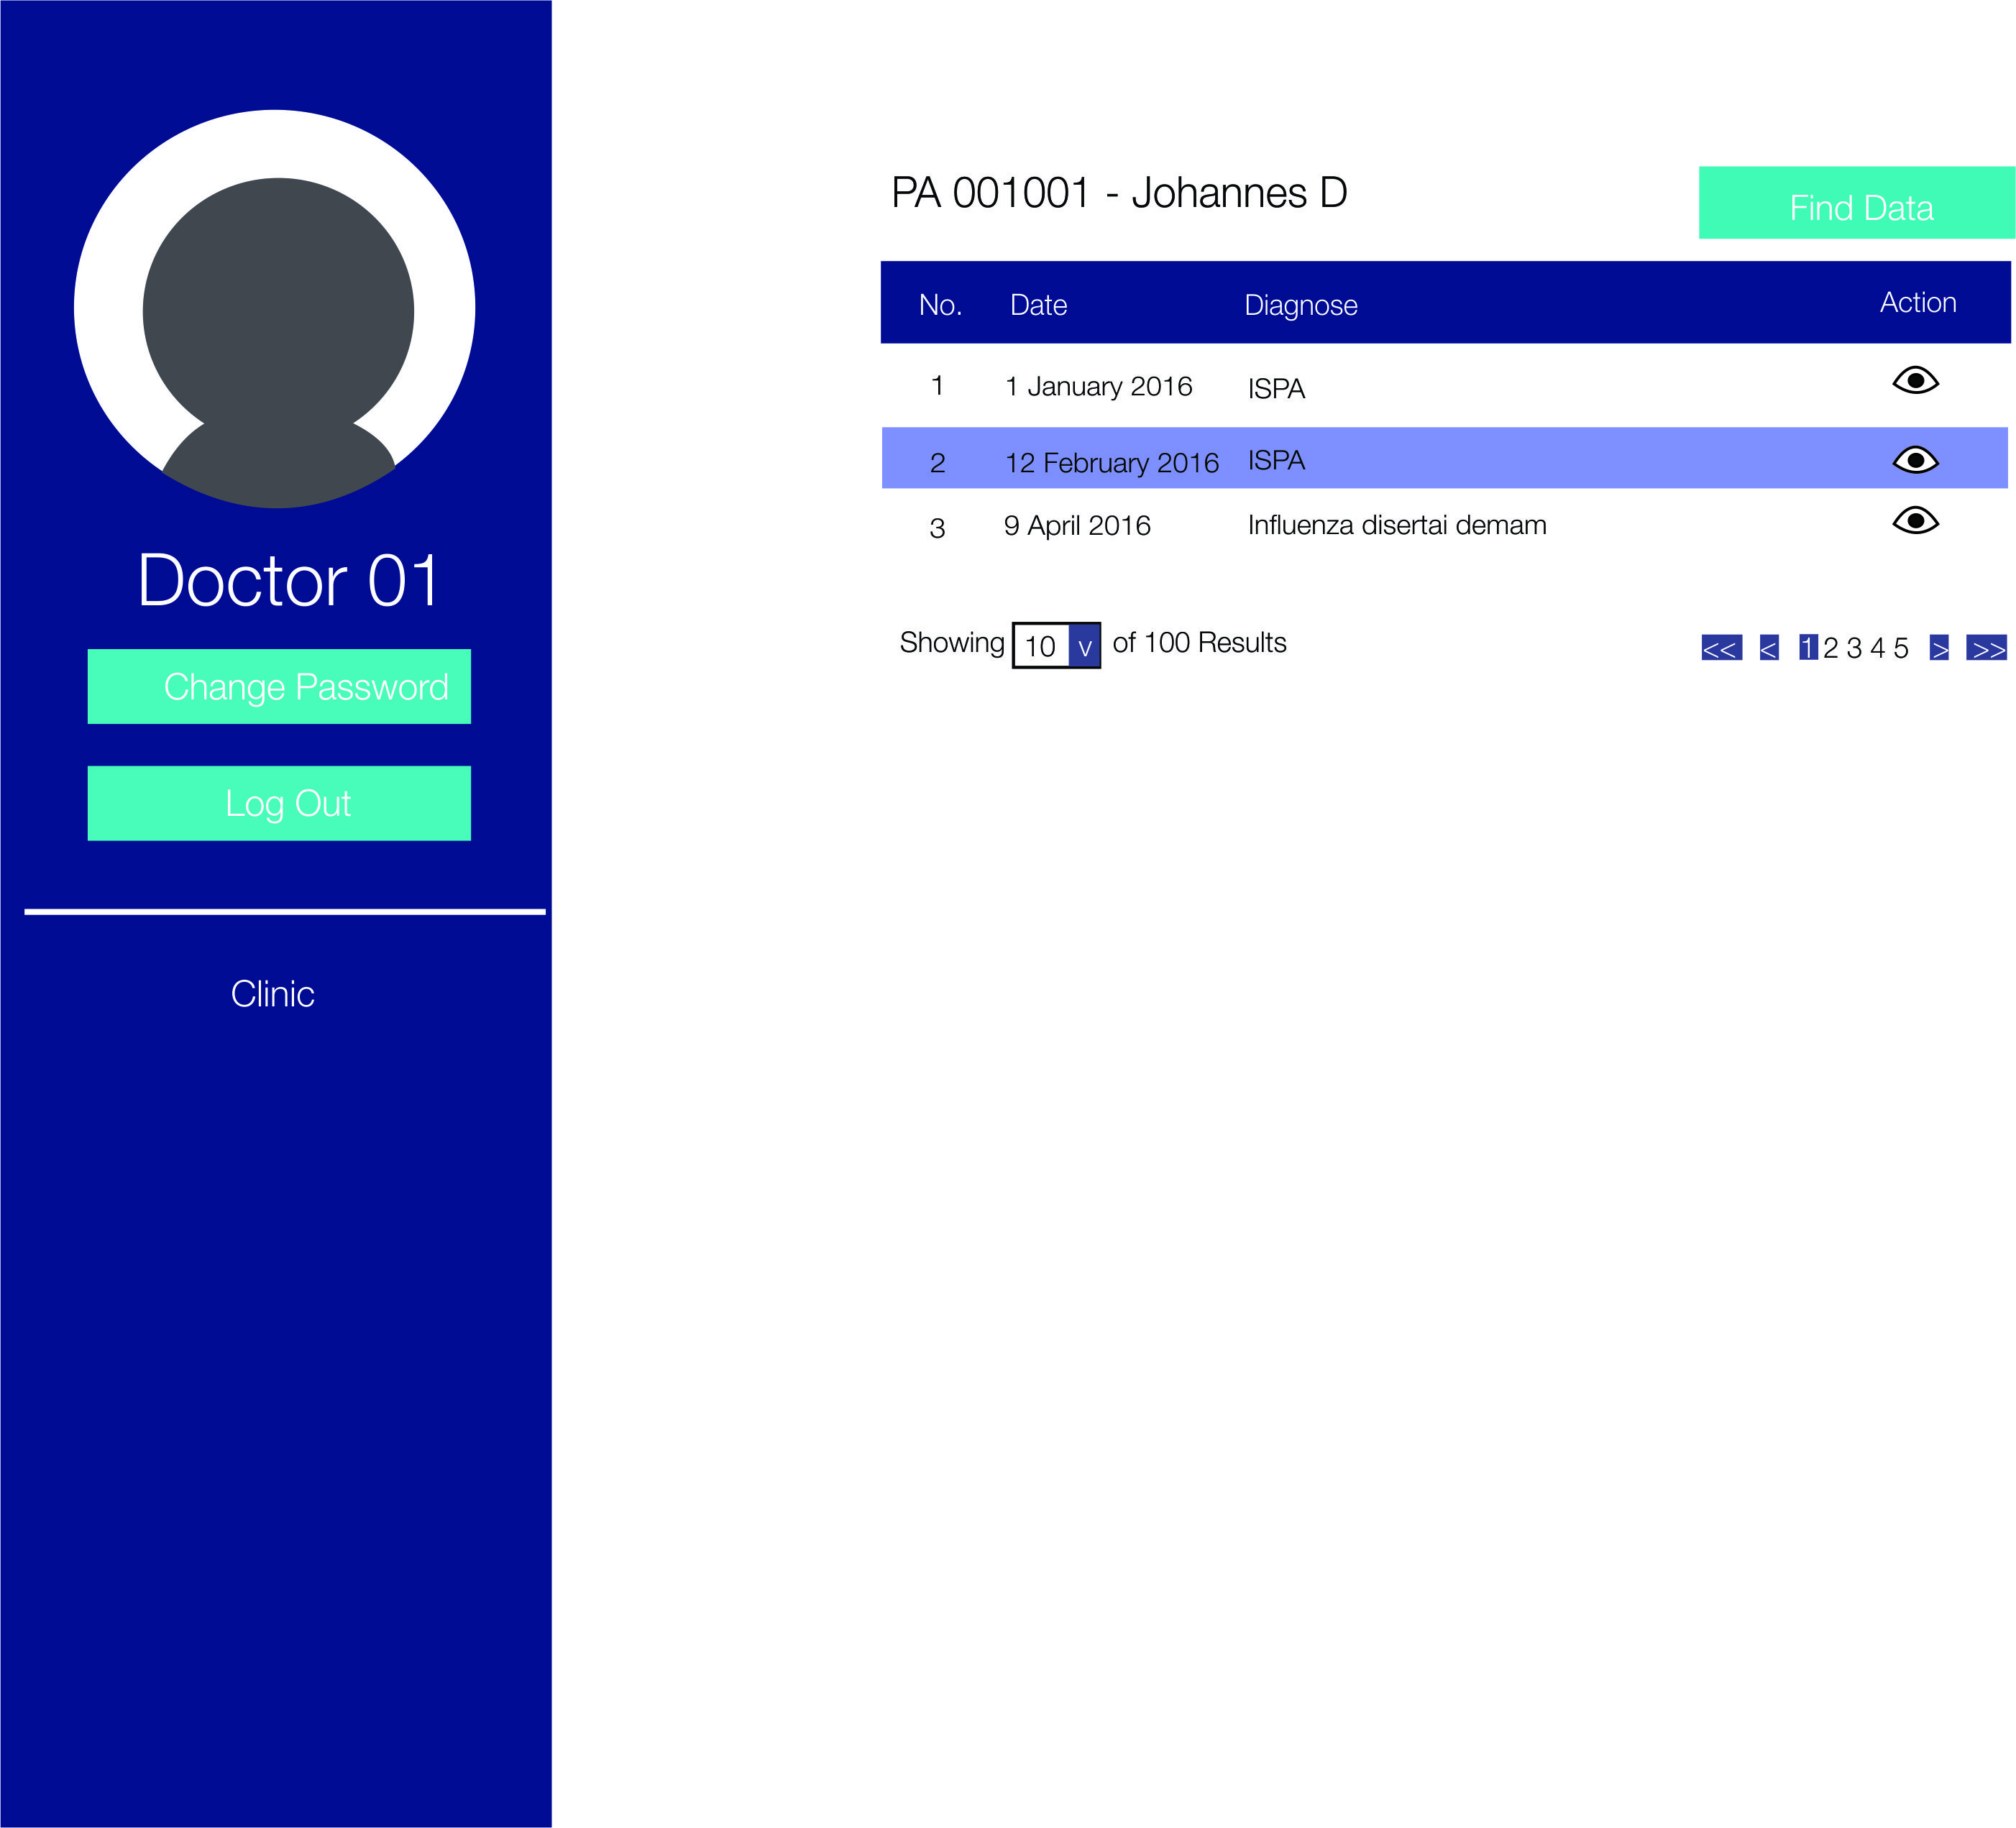 Doctor 01
Change Password
Log Out
Clinic
PA 001001 - Johannes D
Find Data
No. Date Diagnose Action
1 1 January 2016 ISPA
2 12 February 2016 ISPA
3 9 April 2016 Influenza disertai demam
Showing 10 v of 100 Results << < 1 2 3 4 5 > >>